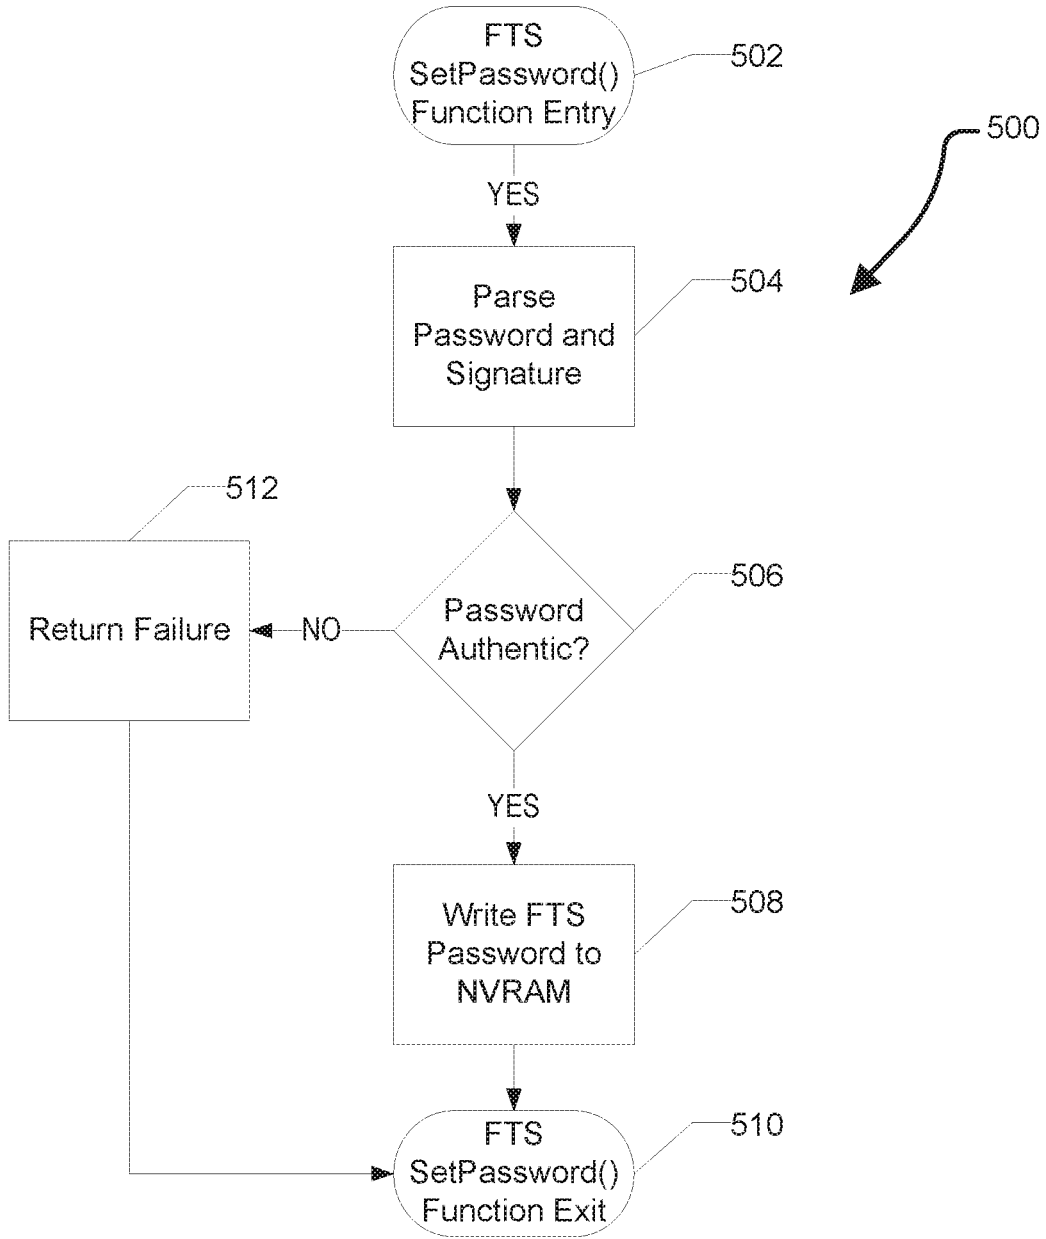 FTS
SetPassword()
Function Entry
502
500
YES
Parse
Password and
Signature
504
512
Return Failure
NO
Password
Authentic?
506
YES
Write FTS
Password to
NVRAM
508
FTS
SetPassword()
Function Exit
510